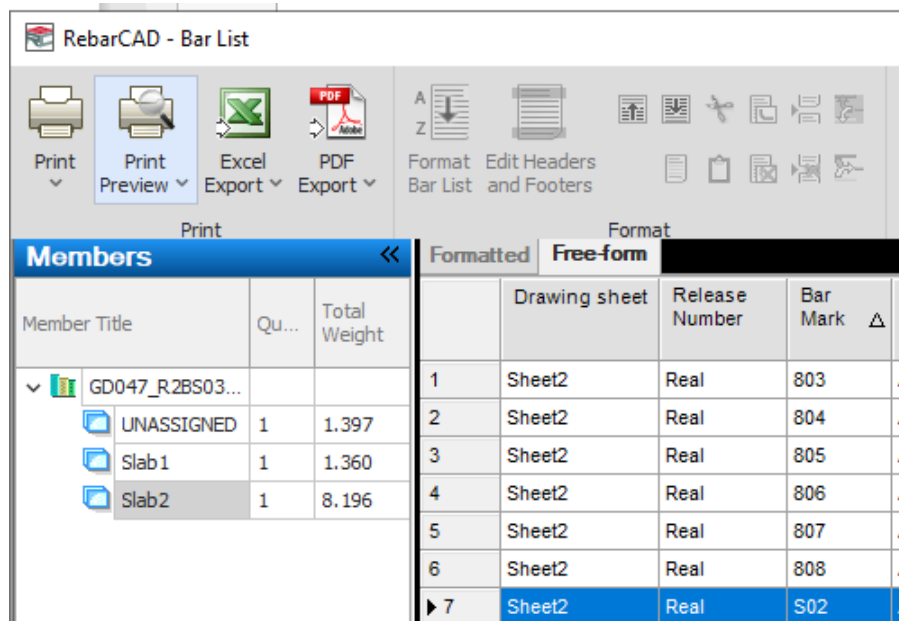 RebarCAD - Bar List
Print
Print Preview
Excel Export
PDF
Adobe
PDF Export
A
Z
Format Bar List
Edit Headers and Footers
Print
Format
Members
Formatted
Free-form
Member Title
Qu...
Total Weight
Drawing sheet
Release Number
Bar Mark
GD047_R2BS03...
UNASSIGNED 1 1.397
Slab1 1 1.360
Slab2 1 8.196
1 Sheet2 Real 803
2 Sheet2 Real 804
3 Sheet2 Real 805
4 Sheet2 Real 806
5 Sheet2 Real 807
6 Sheet2 Real 808
7 Sheet2 Real S02